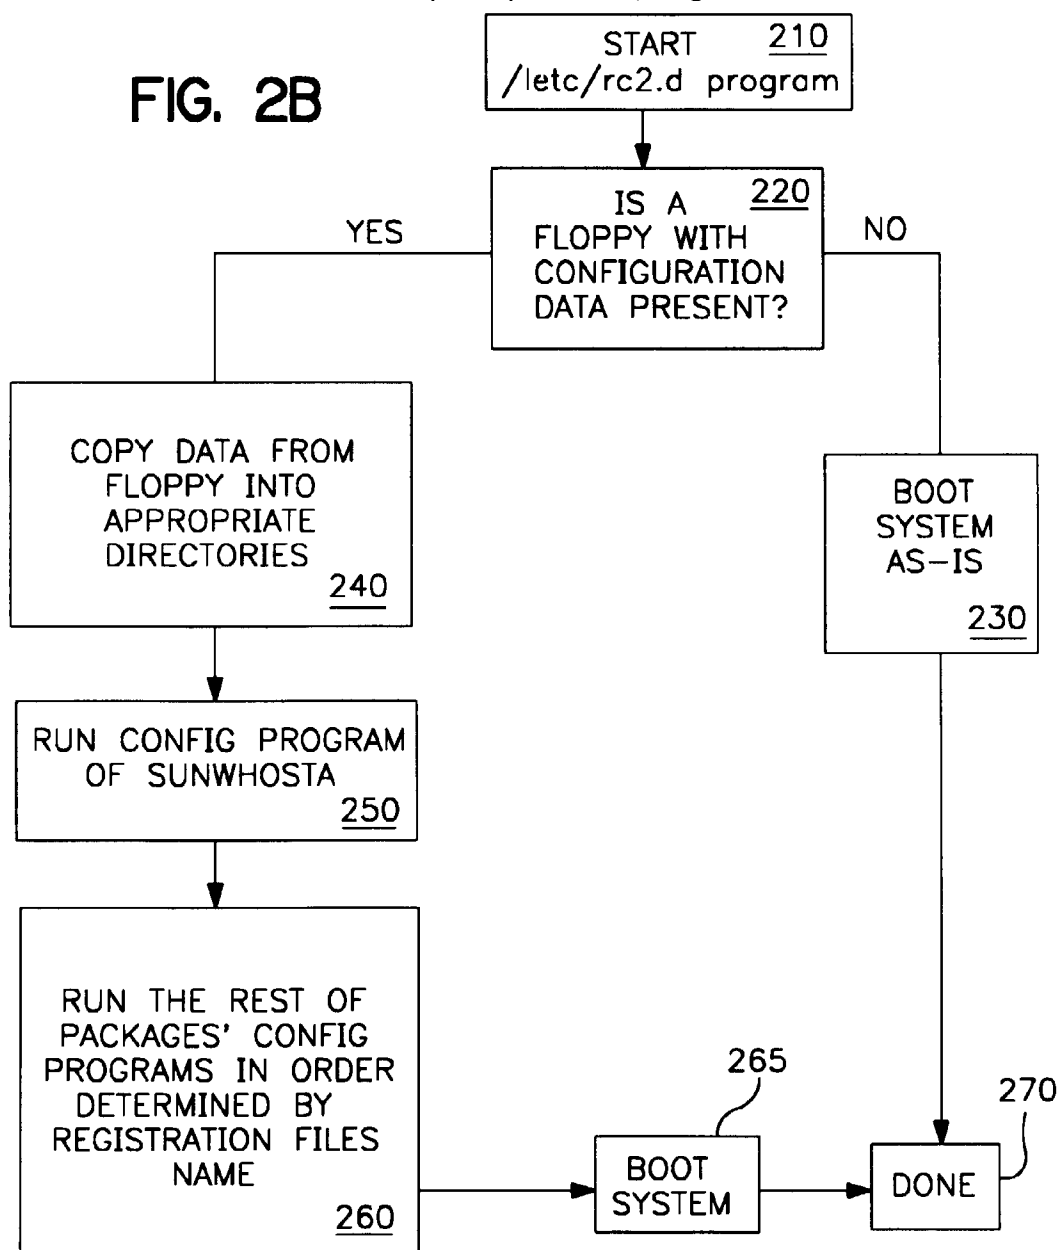 FIG. 2B
START 210
/letc/rc2.d program
IS A 220
FLOPPY WITH
CONFIGURATION
DATA PRESENT?
YES
NO
COPY DATA FROM
FLOPPY INTO
APPROPRIATE
DIRECTORIES
240
BOOT
SYSTEM
AS-IS
230
RUN CONFIG PROGRAM
OF SUNWHOSTA
250
RUN THE REST OF
PACKAGES' CONFIG
PROGRAMS IN ORDER
DETERMINED BY
REGISTRATION FILES
NAME
260
265
BOOT
SYSTEM
270
DONE